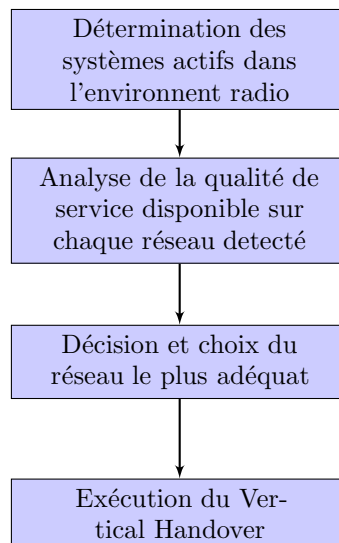 Détermination des
systèmes actifs dans
l'environnent radio
Analyse de la qualité de
service disponible sur
chaque réseau detecté
Décision et choix du
réseau le plus adéquat
Exécution du Ver-
tical Handover